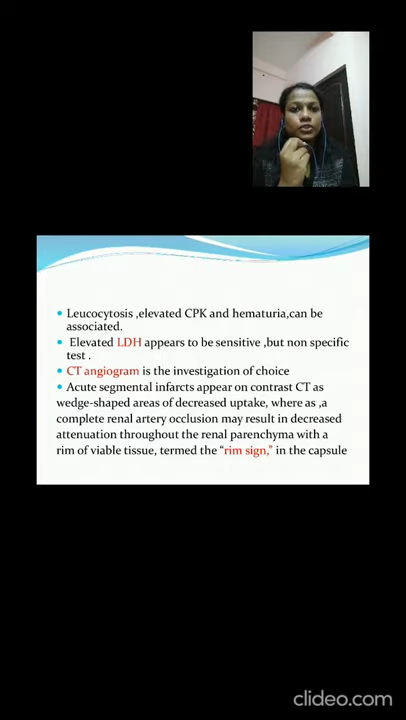 Leucocytosis ,elevated CPK and hematuria,can be
associated.
Elevated LDH appears to be sensitive ,but non specific
test .
CT angiogram is the investigation of choice
Acute segmental infarcts appear on contrast CT as
wedge-shaped areas of decreased uptake, where as ,a
complete renal artery occlusion may result in decreased
attenuation throughout the renal parenchyma with a
rim of viable tissue, termed the “rim sign,” in the capsule
clideo.com